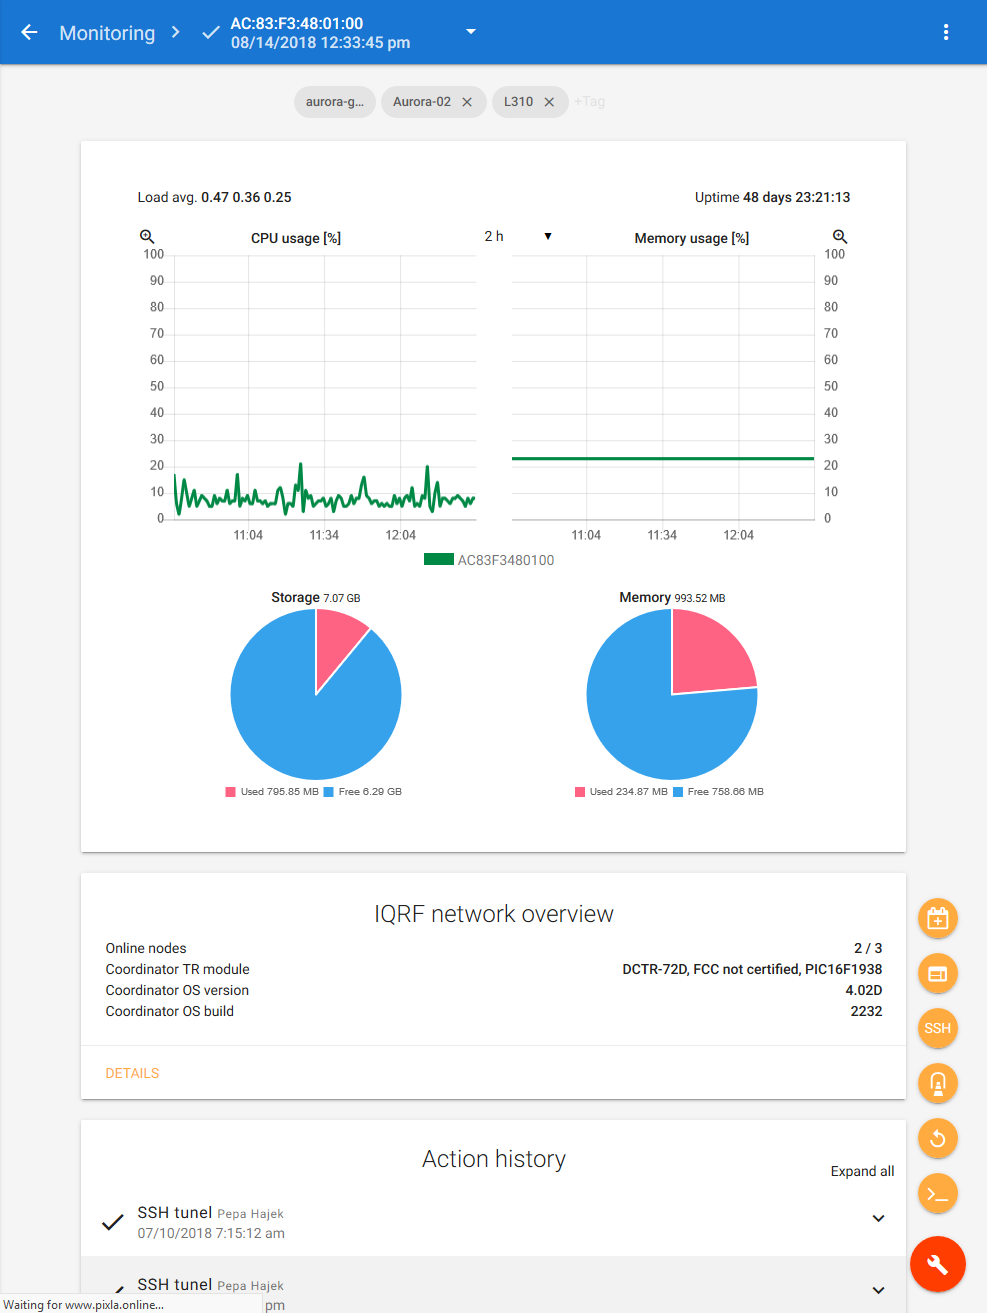 Monitoring
AC:83:F3:48:01:00
08/14/2018 12:33:45 pm
aurora-g... Aurora-02 L310 +Tag
Load avg. 0.47 0.36 0.25
Uptime 48 days 23:21:13
CPU usage [%]
2 h
Memory usage [%]
100
90
80
70
60
50
40
30
20
10
0
11:04 11:34 12:04
100
90
80
70
60
50
40
30
20
10
0
11:04 11:34 12:04
AC83F3480100
Storage 7.07 GB
Used 795.85 MB Free 6.29 GB
Memory 993.52 MB
Used 234.87 MB Free 758.66 MB
IQRF network overview
Online nodes 2 / 3
Coordinator TR module DCTR-72D, FCC not certified, PIC16F1938
Coordinator OS version 4.02D
Coordinator OS build 2232
DETAILS
SSH
Action history
Expand all
SSH tunel Pepa Hajek
07/10/2018 7:15:12 am
SSH tunel Pepa Hajek
pm
Waiting for www.pixla.online...